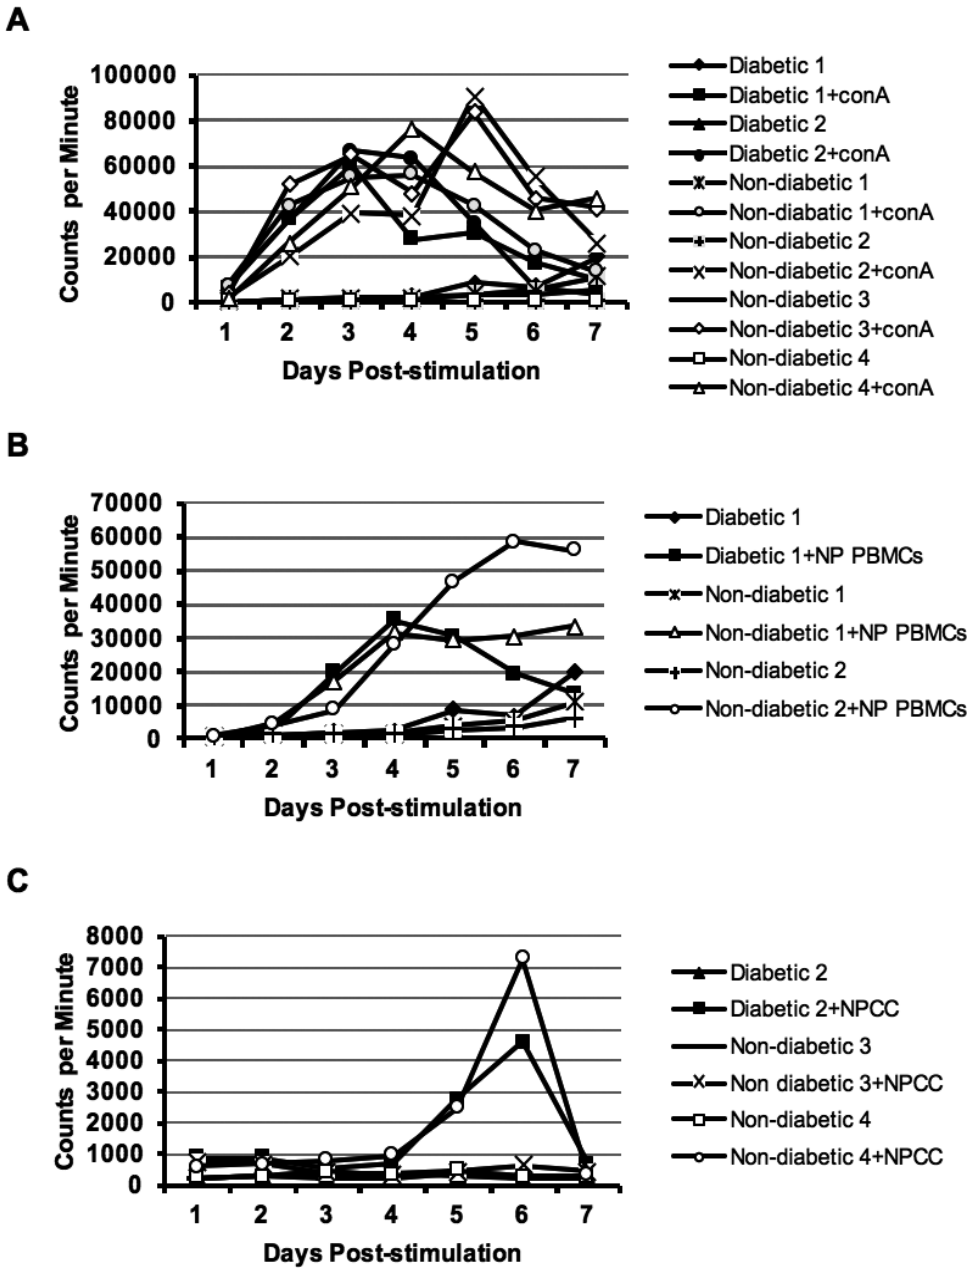 A
100000
80000
60000
40000
20000
0
Counts per Minute
1 2 3 4 5 6 7
Days Post-stimulation
Diabetic 1
Diabetic 1+conA
Diabetic 2
Diabetic 2+conA
Non-diabetic 1
Non-diabatic 1+conA
Non-diabetic 2
Non-diabetic 2+conA
Non-diabetic 3
Non-diabetic 3+conA
Non-diabetic 4
Non-diabetic 4+conA
B
70000
60000
50000
40000
30000
20000
10000
0
Counts per Minute
1 2 3 4 5 6 7
Days Post-stimulation
Diabetic 1
Diabetic 1+NP PBMCs
Non-diabetic 1
Non-diabetic 1+NP PBMCs
Non-diabetic 2
Non-diabetic 2+NP PBMCs
C
8000
7000
6000
5000
4000
3000
2000
1000
0
Counts per Minute
1 2 3 4 5 6 7
Days Post-stimulation
Diabetic 2
Diabetic 2+NPCC
Non-diabetic 3
Non diabetic 3+NPCC
Non-diabetic 4
Non-diabetic 4+NPCC